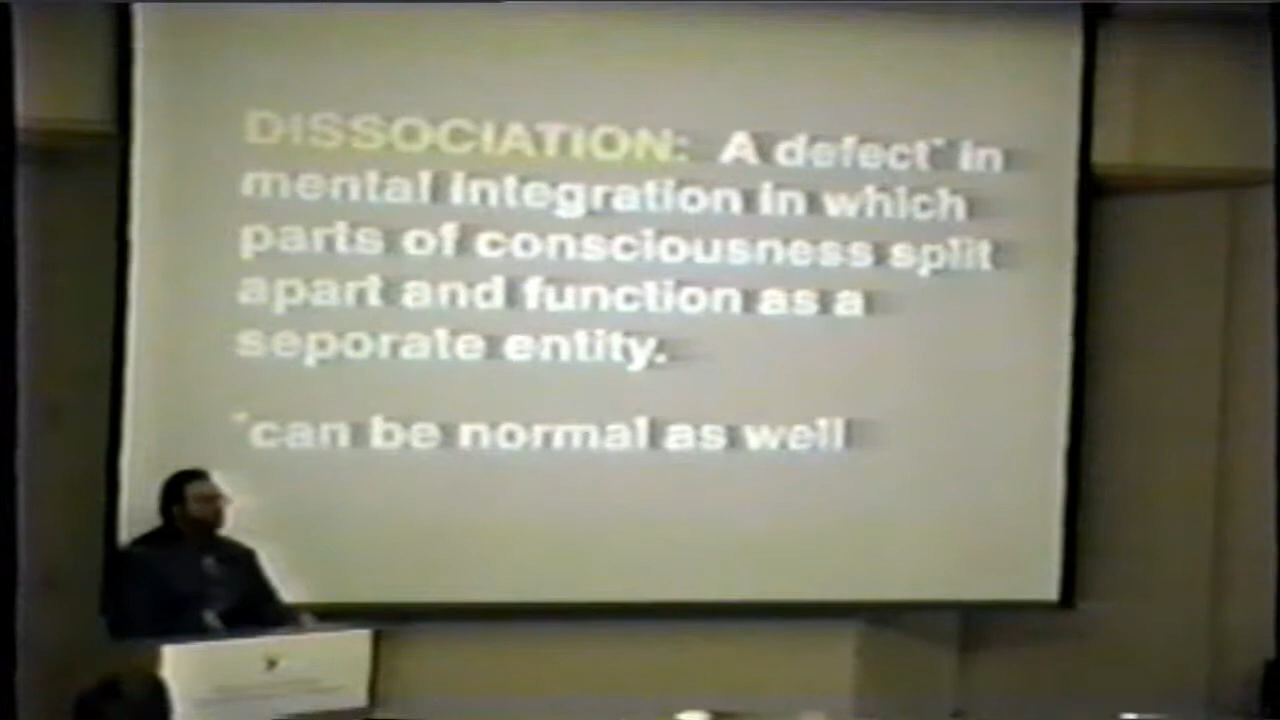 DISSOCIATION: A defect* in
mental integration in which
parts of consciousness split
apart and function as a
seporate entity.
*can be normal as well